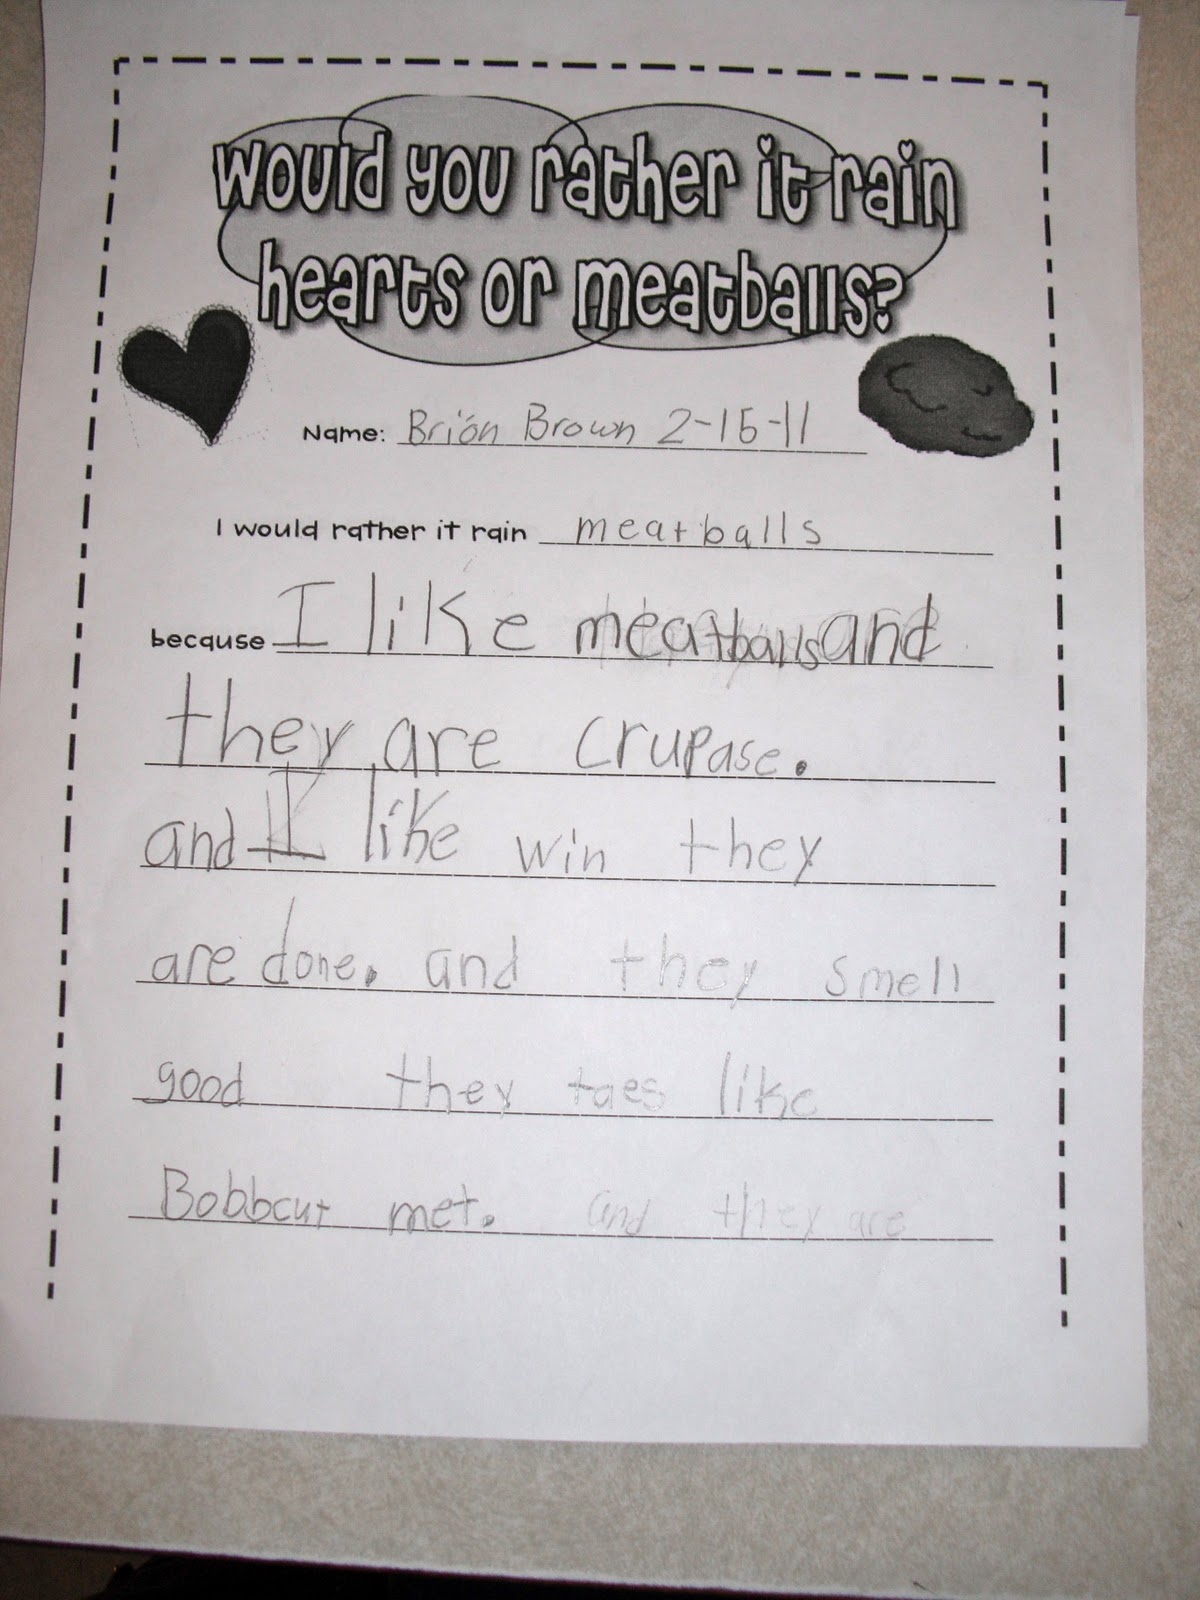 would you rather it rain
hearts or meatballs?
Name: Brion Brown 2-15-11
I would rather it rain meatballs
because I like meatballs and
they are crupase.
and I like win they
are done. and they smell
good they taes like
Bobbcut met. and they are